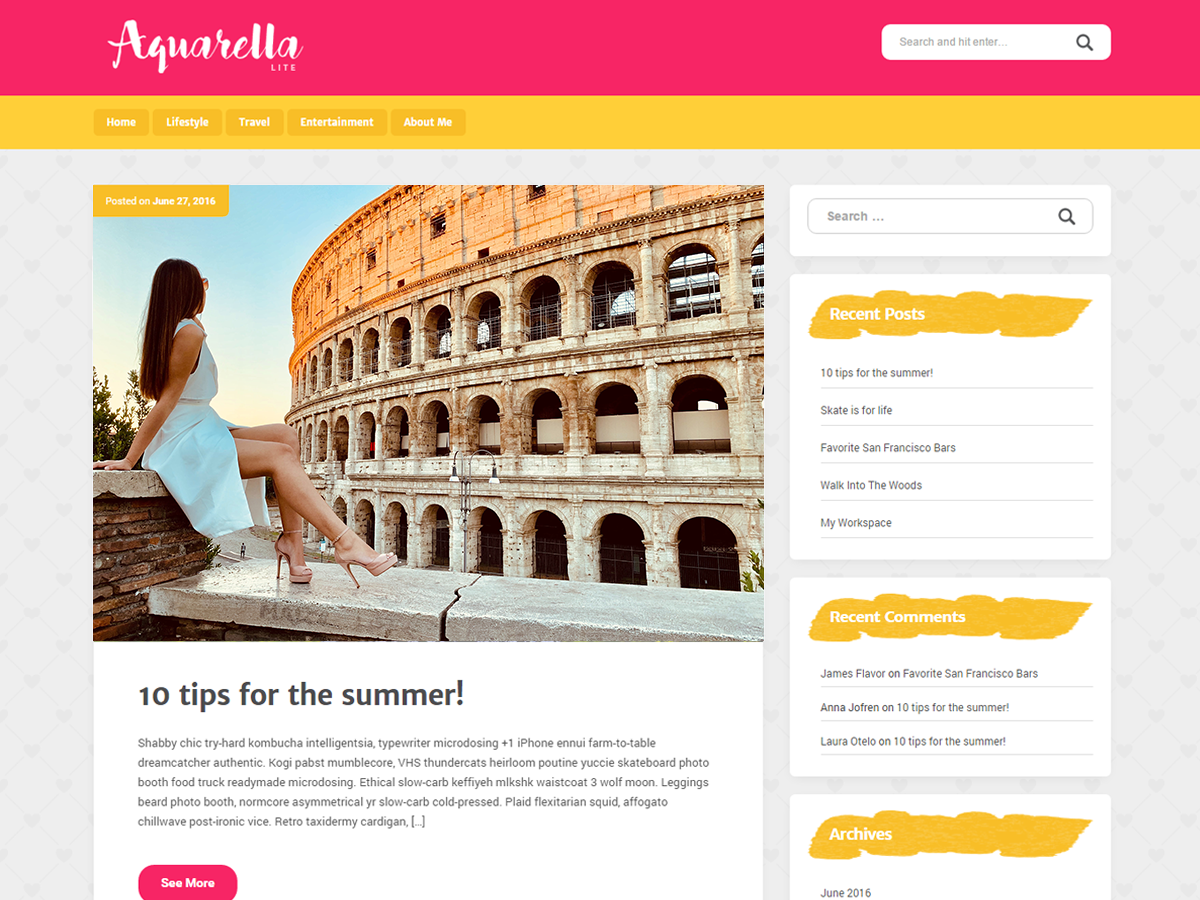 Aquarella
LITE
Search and hit enter...
Home
Lifestyle
Travel
Entertainment
About Me
Posted on June 27, 2016
10 tips for the summer!
Shabby chic try-hard kombucha intelligentsia, typewriter microdosing +1 iPhone ennui farm-to-table
dreamcatcher authentic. Kogi pabst mumblecore, VHS thundercats heirloom poutine yuccie skateboard photo
booth food truck readymade microdosing. Ethical slow-carb keffiyeh mlkshk waistcoat 3 wolf moon. Leggings
beard photo booth, normcore asymmetrical yr slow-carb cold-pressed. Plaid flexitarian squid, affogato
chillwave post-ironic vice. Retro taxidermy cardigan, [...]
See More
Search ...
Recent Posts
10 tips for the summer!
Skate is for life
Favorite San Francisco Bars
Walk Into The Woods
My Workspace
Recent Comments
James Flavor on Favorite San Francisco Bars
Anna Jofren on 10 tips for the summer!
Laura Otelo on 10 tips for the summer!
Archives
June 2016